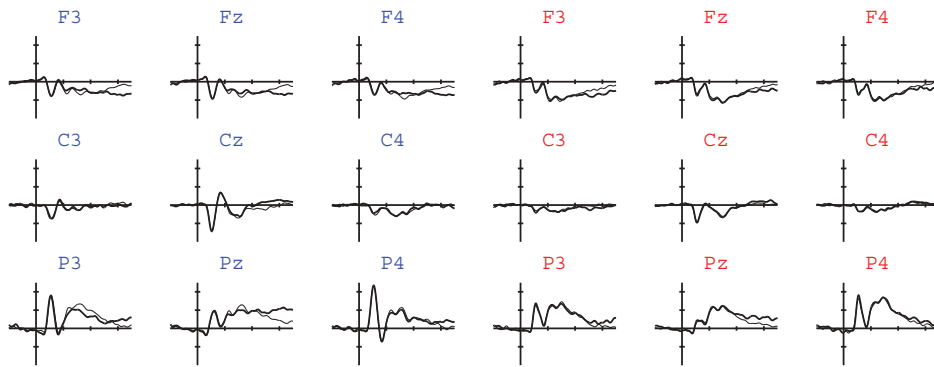 F3 Fz F4 F3 Fz F4
C3 Cz C4 C3 Cz C4
P3 Pz P4 P3 Pz P4